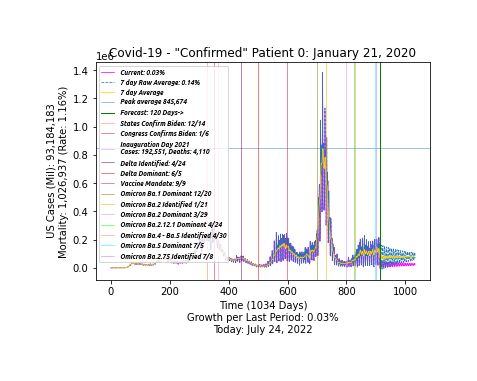 Covid-19 - "Confirmed" Patient 0: January 21, 2020
1e6
1.4
1.2
1.0
0.8
0.6
0.4
0.2
0.0
US Cases (Mil): 93,184,183
Mortality: 1,026,937 (Rate: 1.16%)
Current: 0.03%
7 day Raw Average: 0.14%
7 day Average
Peak average 845,674
Forecast: 120 Days->
States Confirm Biden: 12/14
Congress Confirms Biden: 1/6
Inauguration Day 2021
Cases: 192,551, Deaths: 4,110
Delta Identified: 4/24
Delta Dominant: 6/5
Vaccine Mandate: 9/9
Omicron Ba.1 Dominant 12/20
Omicron Ba.2 Identified 1/21
Omicron Ba.2 Dominant 3/29
Omicron Ba.2.12.1 Dominant 4/24
Omicron Ba.4 - Ba.5 Identified 4/30
Omicron Ba.5 Dominant 7/5
Omicron Ba.2.75 Identified 7/8
0 200 400 600 800 1000
Time (1034 Days)
Growth per Last Period: 0.03%
Today: July 24, 2022